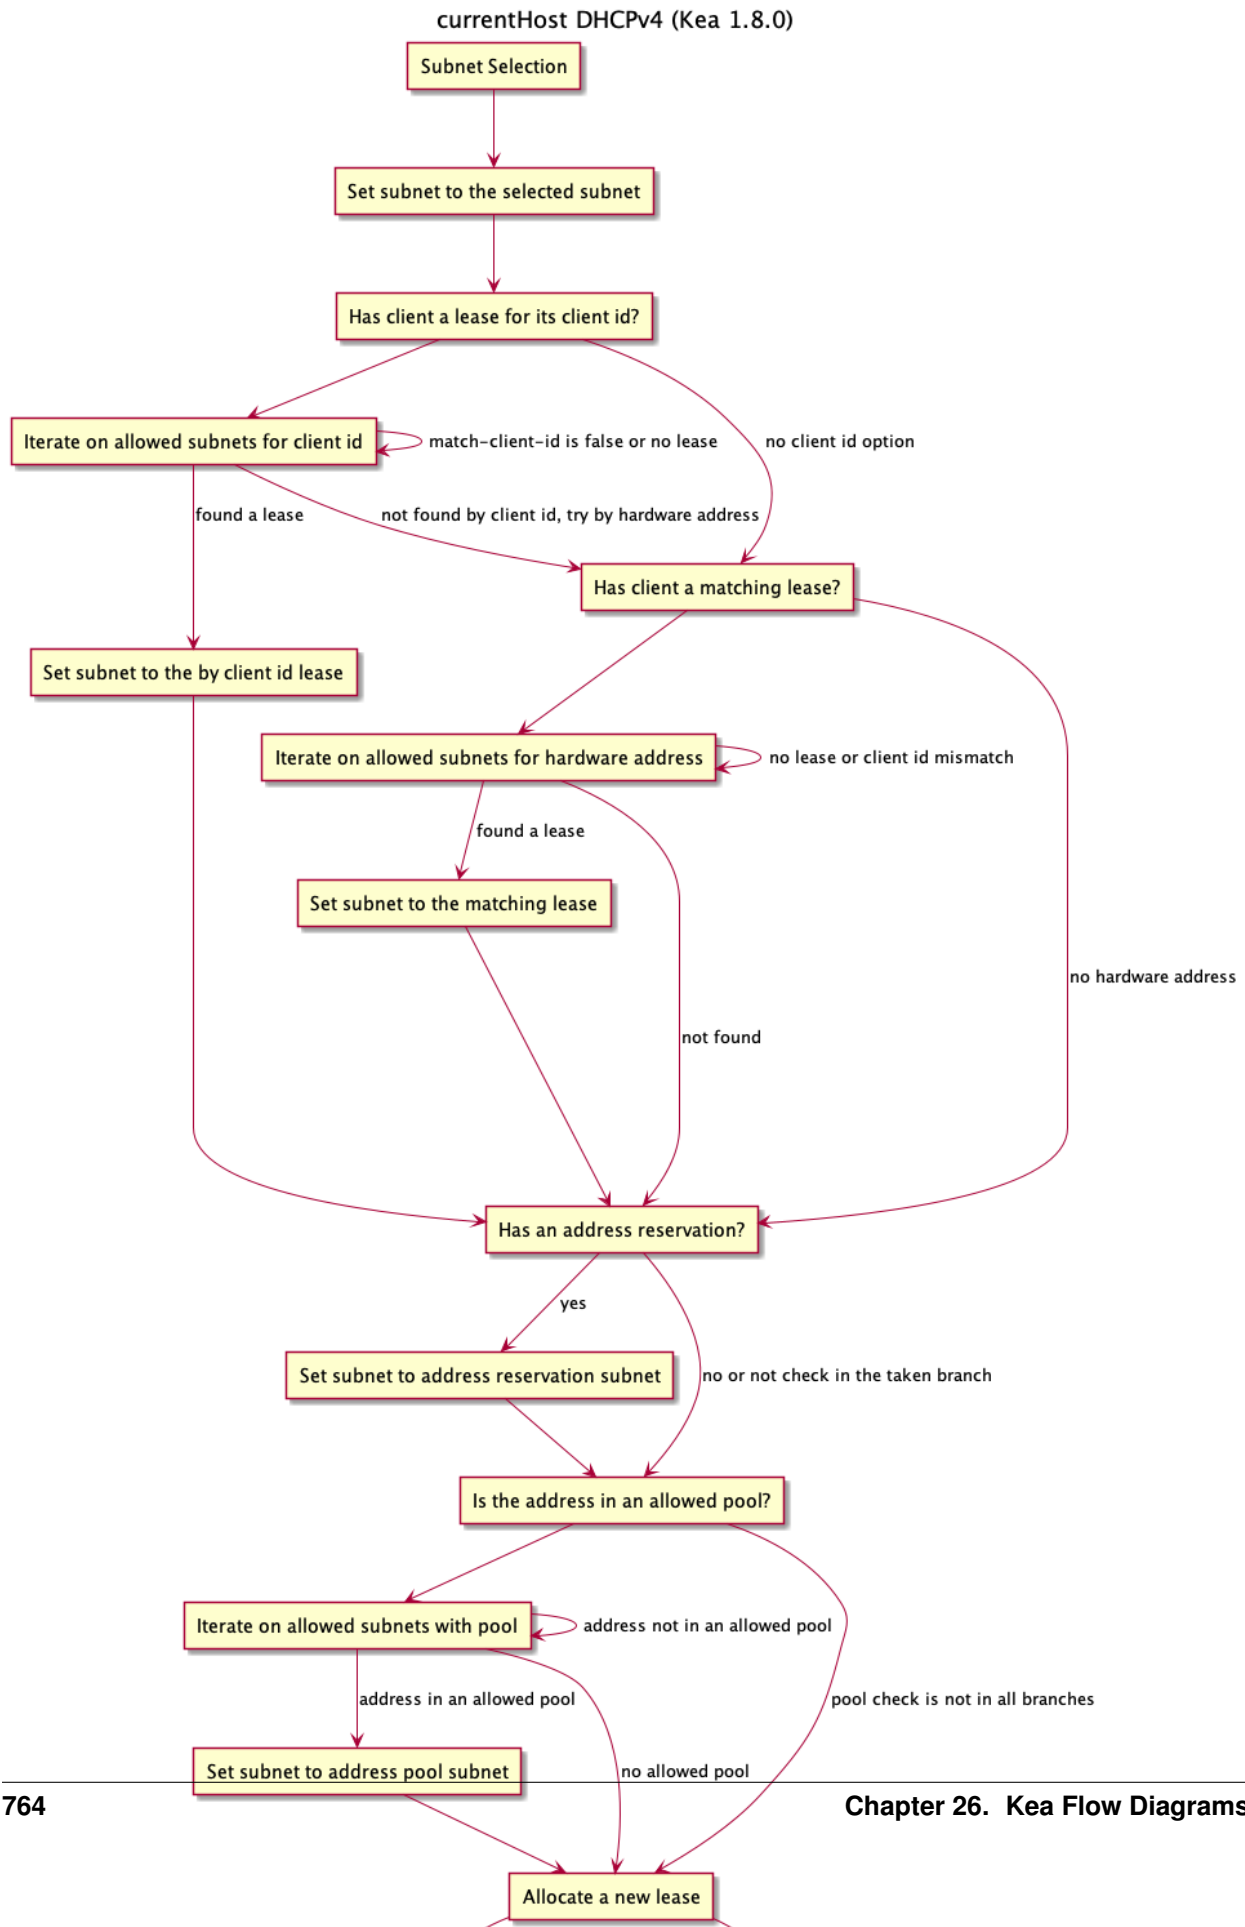 currentHost DHCPv4 (Kea 1.8.0)
Subnet Selection
Set subnet to the selected subnet
Has client a lease for its client id?
Iterate on allowed subnets for client id
match-client-id is false or no lease
no client id option
found a lease
not found by client id, try by hardware address
Has client a matching lease?
Set subnet to the by client id lease
Iterate on allowed subnets for hardware address
no lease or client id mismatch
found a lease
Set subnet to the matching lease
no hardware address
not found
Has an address reservation?
yes
Set subnet to address reservation subnet
no or not check in the taken branch
Is the address in an allowed pool?
Iterate on allowed subnets with pool
address not in an allowed pool
address in an allowed pool
pool check is not in all branches
Set subnet to address pool subnet
no allowed pool
764
Chapter 26. Kea Flow Diagrams
Allocate a new lease